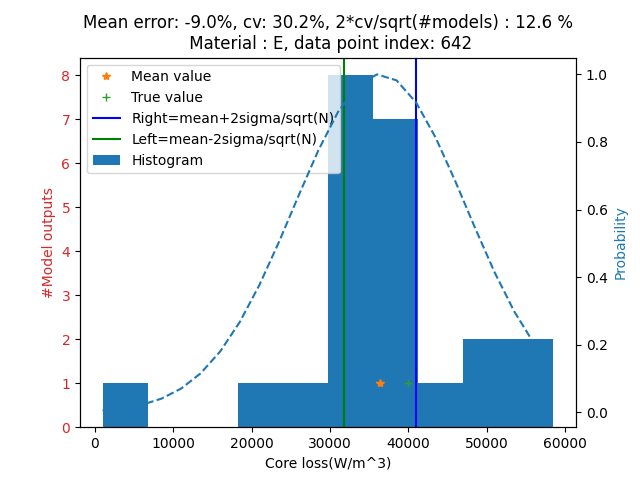 Mean error: -9.0%, cv: 30.2%, 2*cv/sqrt(#models) : 12.6 %
Material : E, data point index: 642
Mean value
True value
Right=mean+2sigma/sqrt(N)
Left=mean-2sigma/sqrt(N)
Histogram
#Model outputs
8
7
6
5
4
3
2
1
0
Probability
1.0
0.8
0.6
0.4
0.2
0.0
0 10000 20000 30000 40000 50000 60000
Core loss(W/m^3)